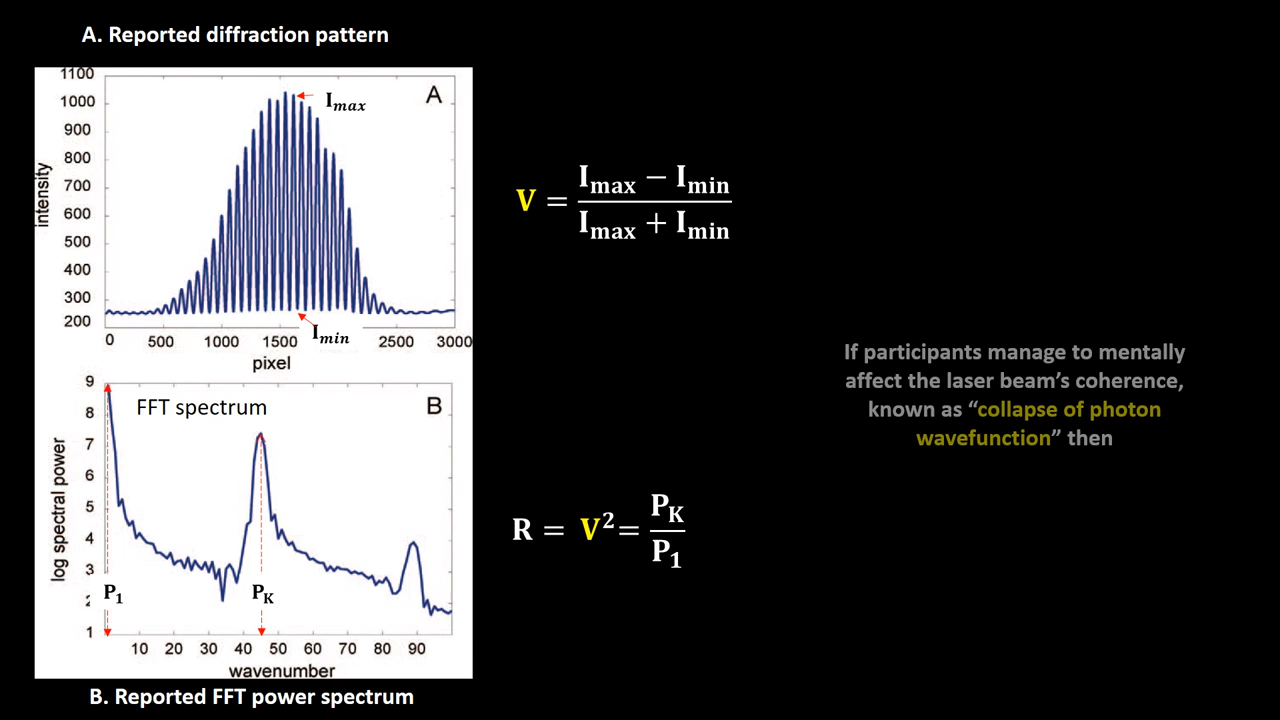 A. Reported diffraction pattern
1100
A
1000
I_max
900
800
700
intensity
600
500
400
300
200
I_min
0 500 1000 1500 2500 3000
pixel
9
FFT spectrum
B
8
7
log spectral power
6
5
4
3
P_1
P_K
2
1
10 20 30 40 50 60 70 80 90
wavenumber
B. Reported FFT power spectrum
V = (I_max − I_min) / (I_max + I_min)
R = V² = P_K / P_1
If participants manage to mentally
affect the laser beam’s coherence,
known as “collapse of photon
wavefunction” then